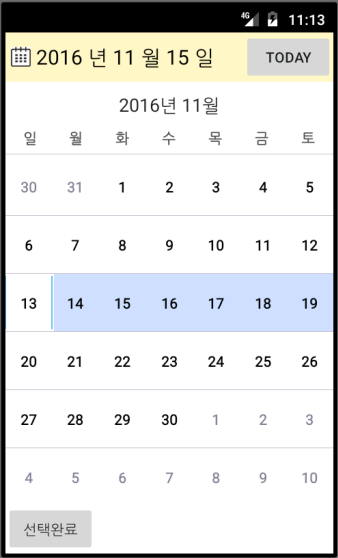 4G 11:13
2016 년 11 월 15 일 TODAY
2016년 11월
일 월 화 수 목 금 토
30 31 1 2 3 4 5
6 7 8 9 10 11 12
13 14 15 16 17 18 19
20 21 22 23 24 25 26
27 28 29 30 1 2 3
4 5 6 7 8 9 10
선택완료